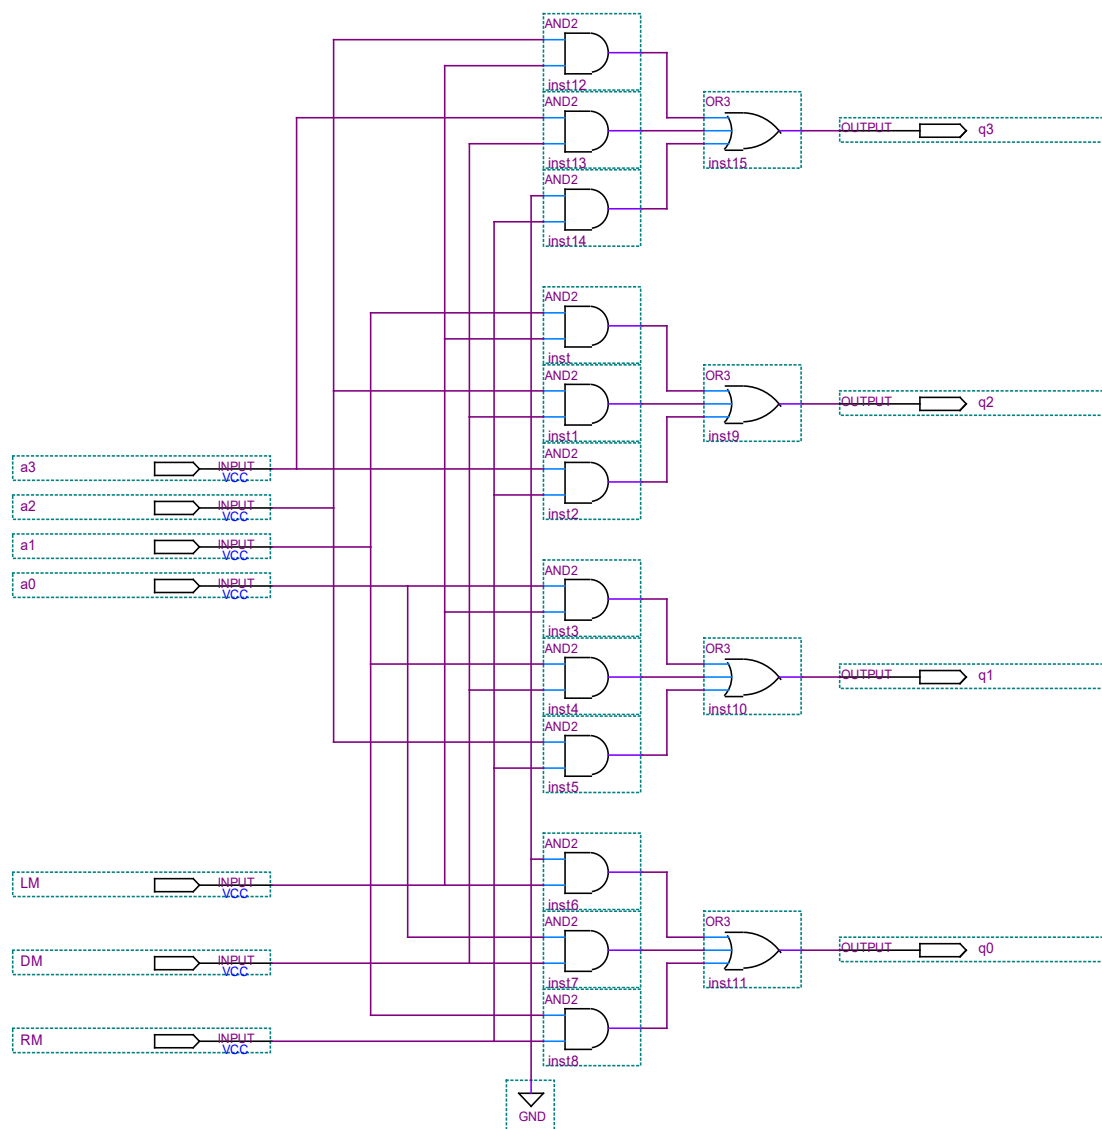 AND2
inst12
AND2
inst13
AND2
inst14
OR3
inst15
OUTPUT
q3
AND2
inst
AND2
inst1
AND2
inst2
OR3
inst9
OUTPUT
q2
a3
INPUT
VCC
a2
INPUT
VCC
a1
INPUT
VCC
a0
INPUT
VCC
AND2
inst3
AND2
inst4
AND2
inst5
OR3
inst10
OUTPUT
q1
LM
INPUT
VCC
DM
INPUT
VCC
RM
INPUT
VCC
AND2
inst6
AND2
inst7
AND2
inst8
OR3
inst11
OUTPUT
q0
GND